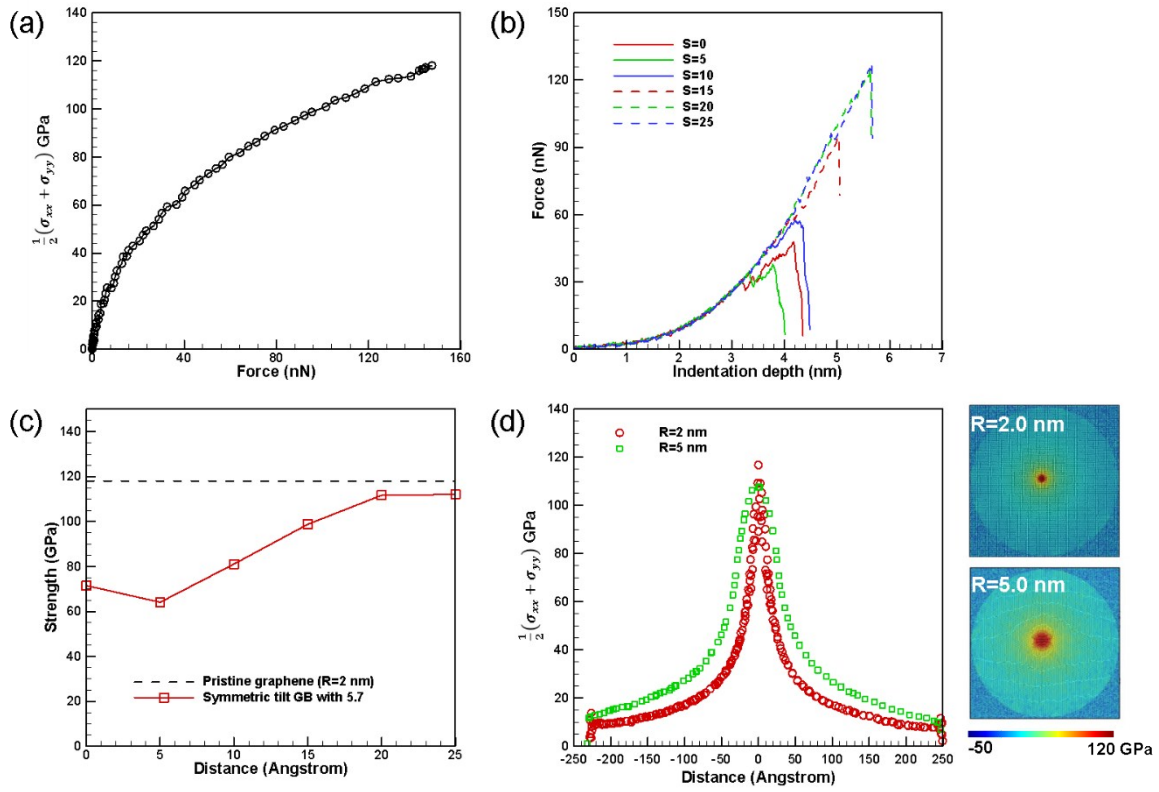 (a)
140
120
100
80
60
40
20
0
½(σxx + σyy) GPa
0 40 80 120 160
Force (nN)
(b)
150
120
90
60
30
0
Force (nN)
S=0
S=5
S=10
S=15
S=20
S=25
0 1 2 3 4 5 6 7
Indentation depth (nm)
(c)
140
120
100
80
60
40
20
0
Strength (GPa)
Pristine graphene (R=2 nm)
Symmetric tilt GB with 5.7
0 5 10 15 20 25
Distance (Angstrom)
(d)
140
120
100
80
60
40
20
0
½(σxx + σyy) GPa
R=2 nm
R=5 nm
-250 -200 -150 -100 -50 0 50 100 150 200 250
Distance (Angstrom)
R=2.0 nm
R=5.0 nm
-50 120 GPa